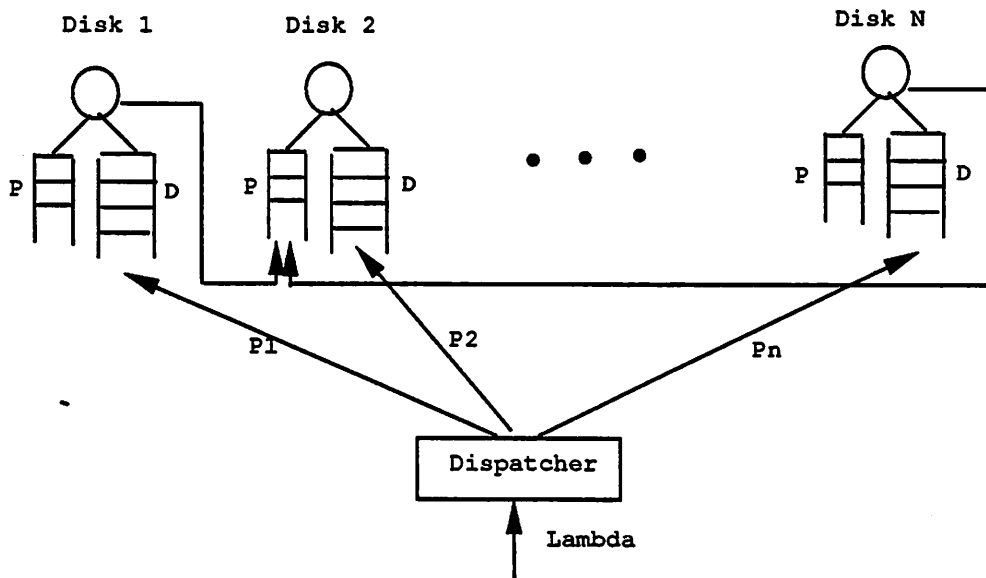 Disk 1
Disk 2
Disk N
P
D
P
D
P
D
P1
P2
Pn
Dispatcher
Lambda